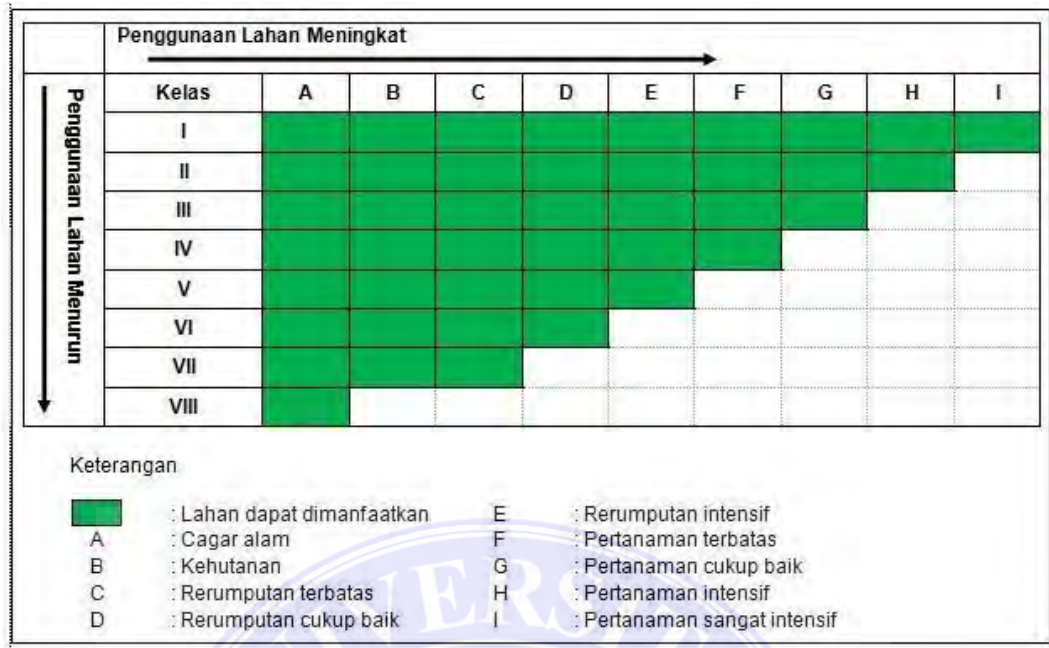 Penggunaan Lahan Meningkat
Penggunaan Lahan Menurun
Kelas A B C D E F G H I
I
II
III
IV
V
VI
VII
VIII
Keterangan
: Lahan dapat dimanfaatkan E : Rerumputan intensif
A : Cagar alam F : Pertanaman terbatas
B : Kehutanan G : Pertanaman cukup baik
C : Rerumputan terbatas H : Pertanaman intensif
D : Rerumputan cukup baik I : Pertanaman sangat intensif